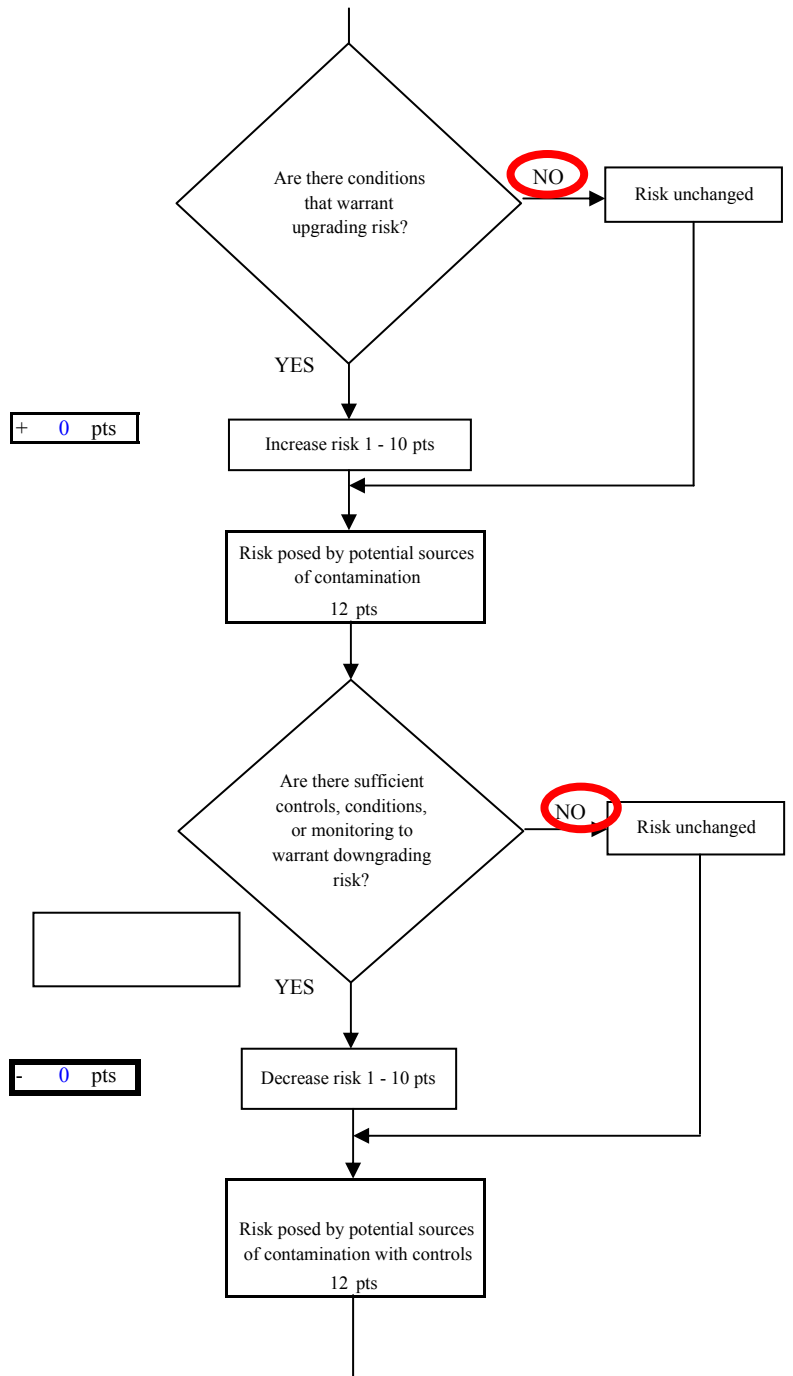 Are there conditions
that warrant
upgrading risk?
NO
Risk unchanged
YES
+ 0 pts
Increase risk 1 - 10 pts
Risk posed by potential sources
of contamination
12 pts
Are there sufficient
controls, conditions,
or monitoring to
warrant downgrading
risk?
NO
Risk unchanged
YES
- 0 pts
Decrease risk 1 - 10 pts
Risk posed by potential sources
of contamination with controls
12 pts